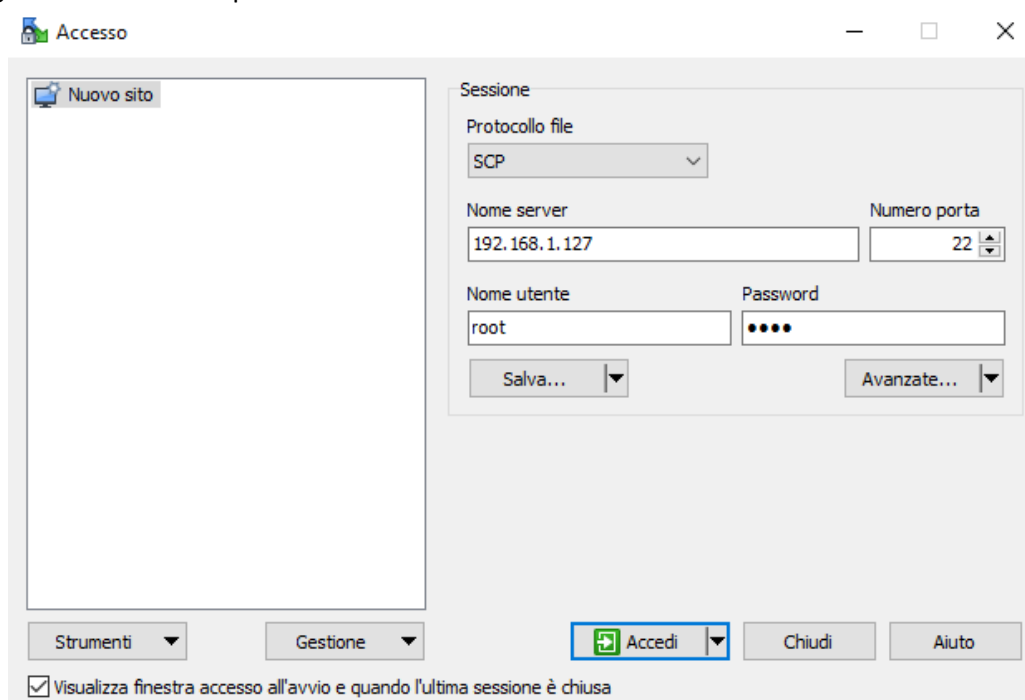 Accesso
Nuovo sito
Sessione
Protocollo file
SCP
Nome server
Numero porta
192.168.1.127
22
Nome utente
Password
root
••••
Salva...
Avanzate...
Strumenti
Gestione
Accedi
Chiudi
Aiuto
Visualizza finestra accesso all'avvio e quando l'ultima sessione è chiusa